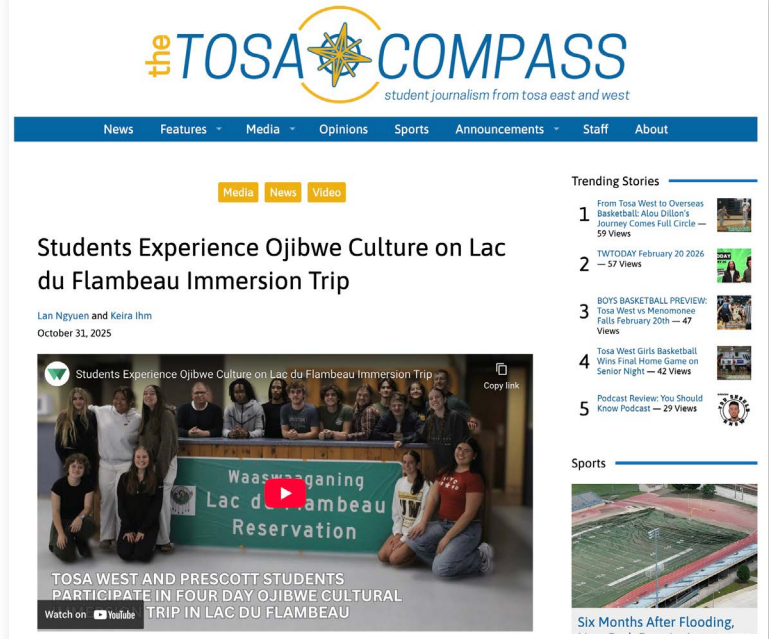 the TOSA COMPASS
student journalism from tosa east and west
News Features Media Opinions Sports Announcements Staff About
Media News Video
Students Experience Ojibwe Culture on Lac
du Flambeau Immersion Trip
Lan Ngyuen and Keira Ihm
October 31, 2025
Students Experience Ojibwe Culture on Lac du Flambeau Immersion Trip
Copy link
Waaswaaganing
Lac du Flambeau
Reservation
TOSA WEST AND PRESCOTT STUDENTS
PARTICIPATE IN FOUR DAY OJIBWE CULTURAL
TRIP IN LAC DU FLAMBEAU
Watch on YouTube
Trending Stories
1
From Tosa West to Overseas
Basketball: Alou Dillon's
Journey Comes Full Circle —
59 Views
2
TWTODAY February 20 2026
— 57 Views
3
BOYS BASKETBALL PREVIEW:
Tosa West vs Menomonee
Falls February 20th — 47
Views
4
Tosa West Girls Basketball
Wins Final Home Game on
Senior Night — 42 Views
5
Podcast Review: You Should
Know Podcast — 29 Views
Sports
Six Months After Flooding,